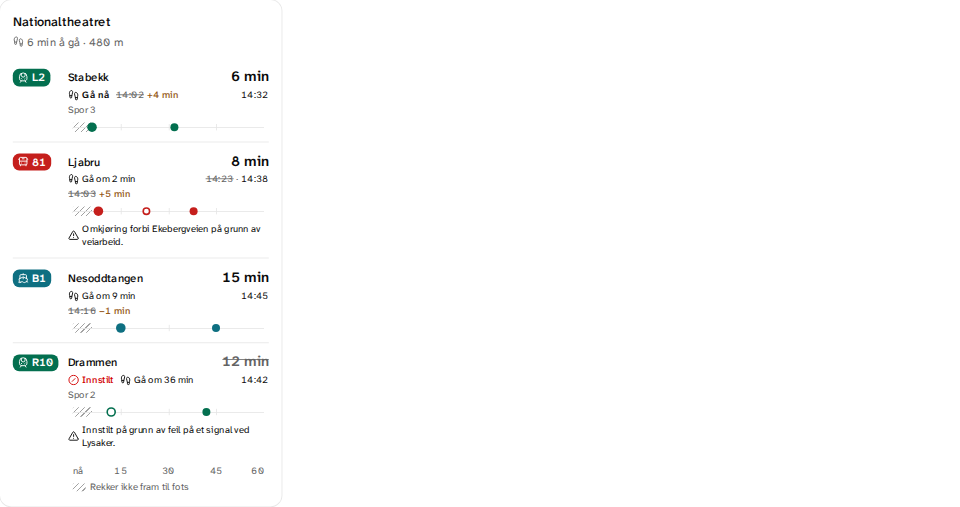 Nationaltheatret
6 min å gå · 480 m
L2 Stabekk 6 min
Gå nå 14:02 +4 min 14:32
Spor 3
81 Ljabru 8 min
Gå om 2 min 14:23 · 14:38
14:03 +5 min
Omkjøring forbi Ekebergveien på grunn av
veiarbeid.
B1 Nesoddtangen 15 min
Gå om 9 min 14:45
14:16 −1 min
R10 Drammen 12 min
Innstilt Gå om 36 min 14:42
Spor 2
Innstilt på grunn av feil på et signal ved
Lysaker.
nå 15 30 45 60
Rekker ikke fram til fots